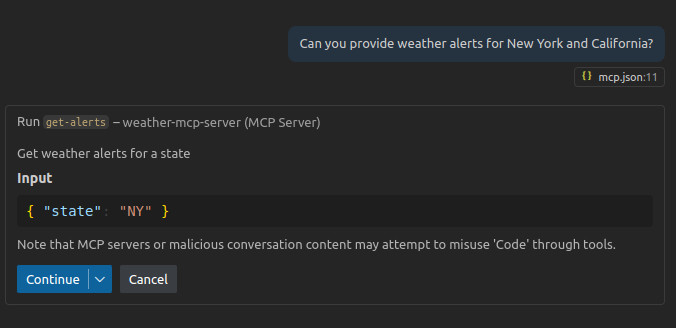 Can you provide weather alerts for New York and California?
{} mcp.json:11
Run get-alerts – weather-mcp-server (MCP Server)
Get weather alerts for a state
Input
{ "state": "NY" }
Note that MCP servers or malicious conversation content may attempt to misuse 'Code' through tools.
Continue Cancel